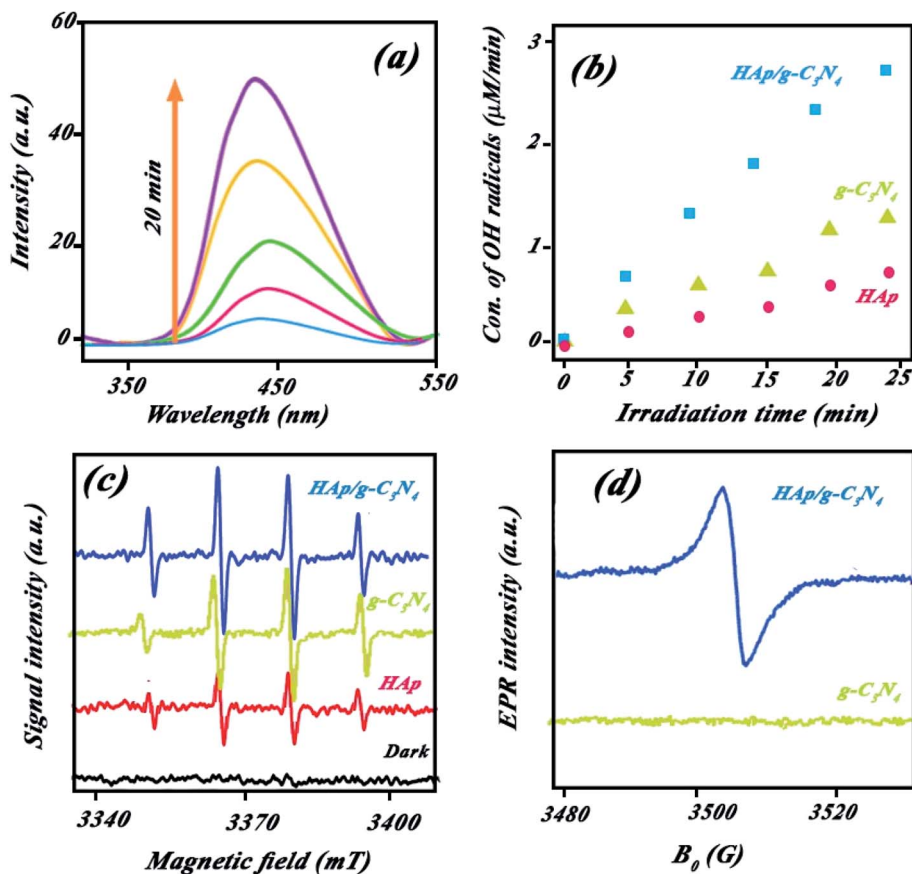 60
(a)
40
20 min
20
0
Intensity (a.u.)
350
450
550
Wavelength (nm)
3
(b)
HAp/g-C₃N₄
2
g-C₃N₄
1
HAp
0
Con. of OH radicals (μM/min)
0
5
10
15
20
25
Irradiation time (min)
(c)
HAp/g-C₃N₄
g-C₃N₄
HAp
Dark
Signal intensity (a.u.)
3340
3370
3400
Magnetic field (mT)
(d)
HAp/g-C₃N₄
g-C₃N₄
EPR intensity (a.u.)
3480
3500
3520
B₀ (G)